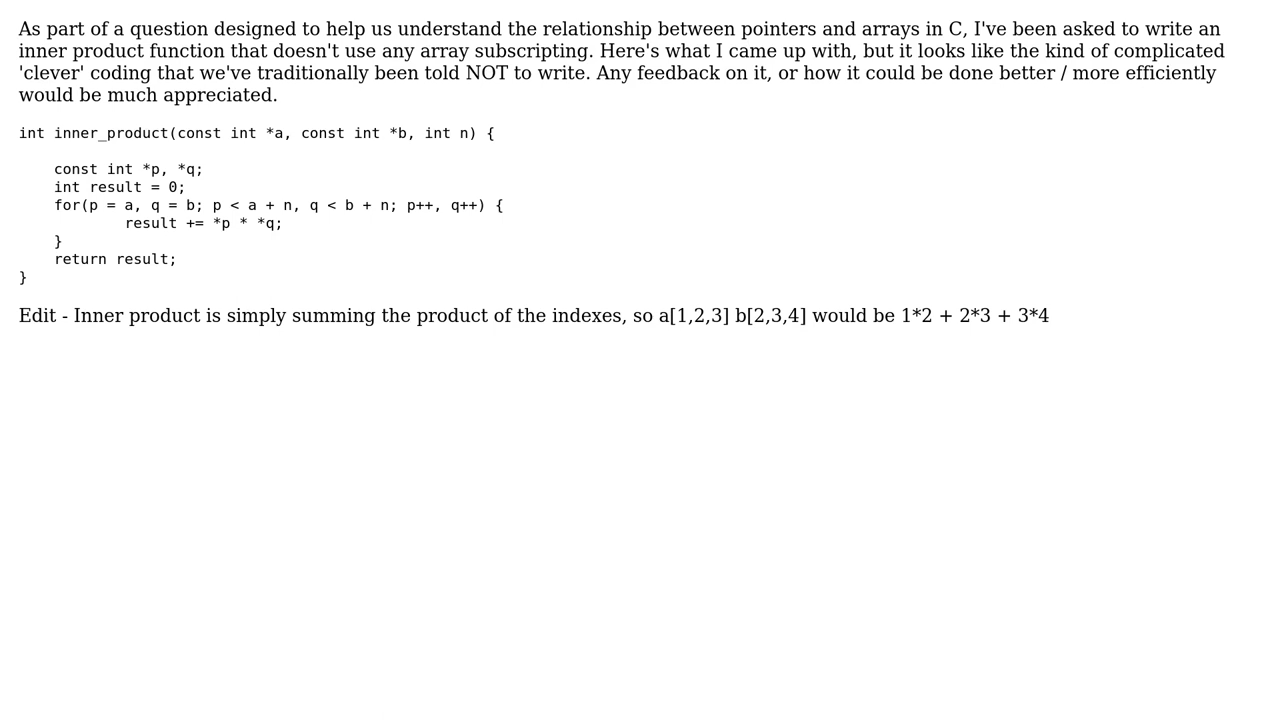 As part of a question designed to help us understand the relationship between pointers and arrays in C, I've been asked to write an
inner product function that doesn't use any array subscripting. Here's what I came up with, but it looks like the kind of complicated
'clever' coding that we've traditionally been told NOT to write. Any feedback on it, or how it could be done better / more efficiently
would be much appreciated.
int inner_product(const int *a, const int *b, int n) {
    const int *p, *q;
    int result = 0;
    for(p = a, q = b; p < a + n, q < b + n; p++, q++) {
            result += *p * *q;
    }
    return result;
}
Edit - Inner product is simply summing the product of the indexes, so a[1,2,3] b[2,3,4] would be 1*2 + 2*3 + 3*4